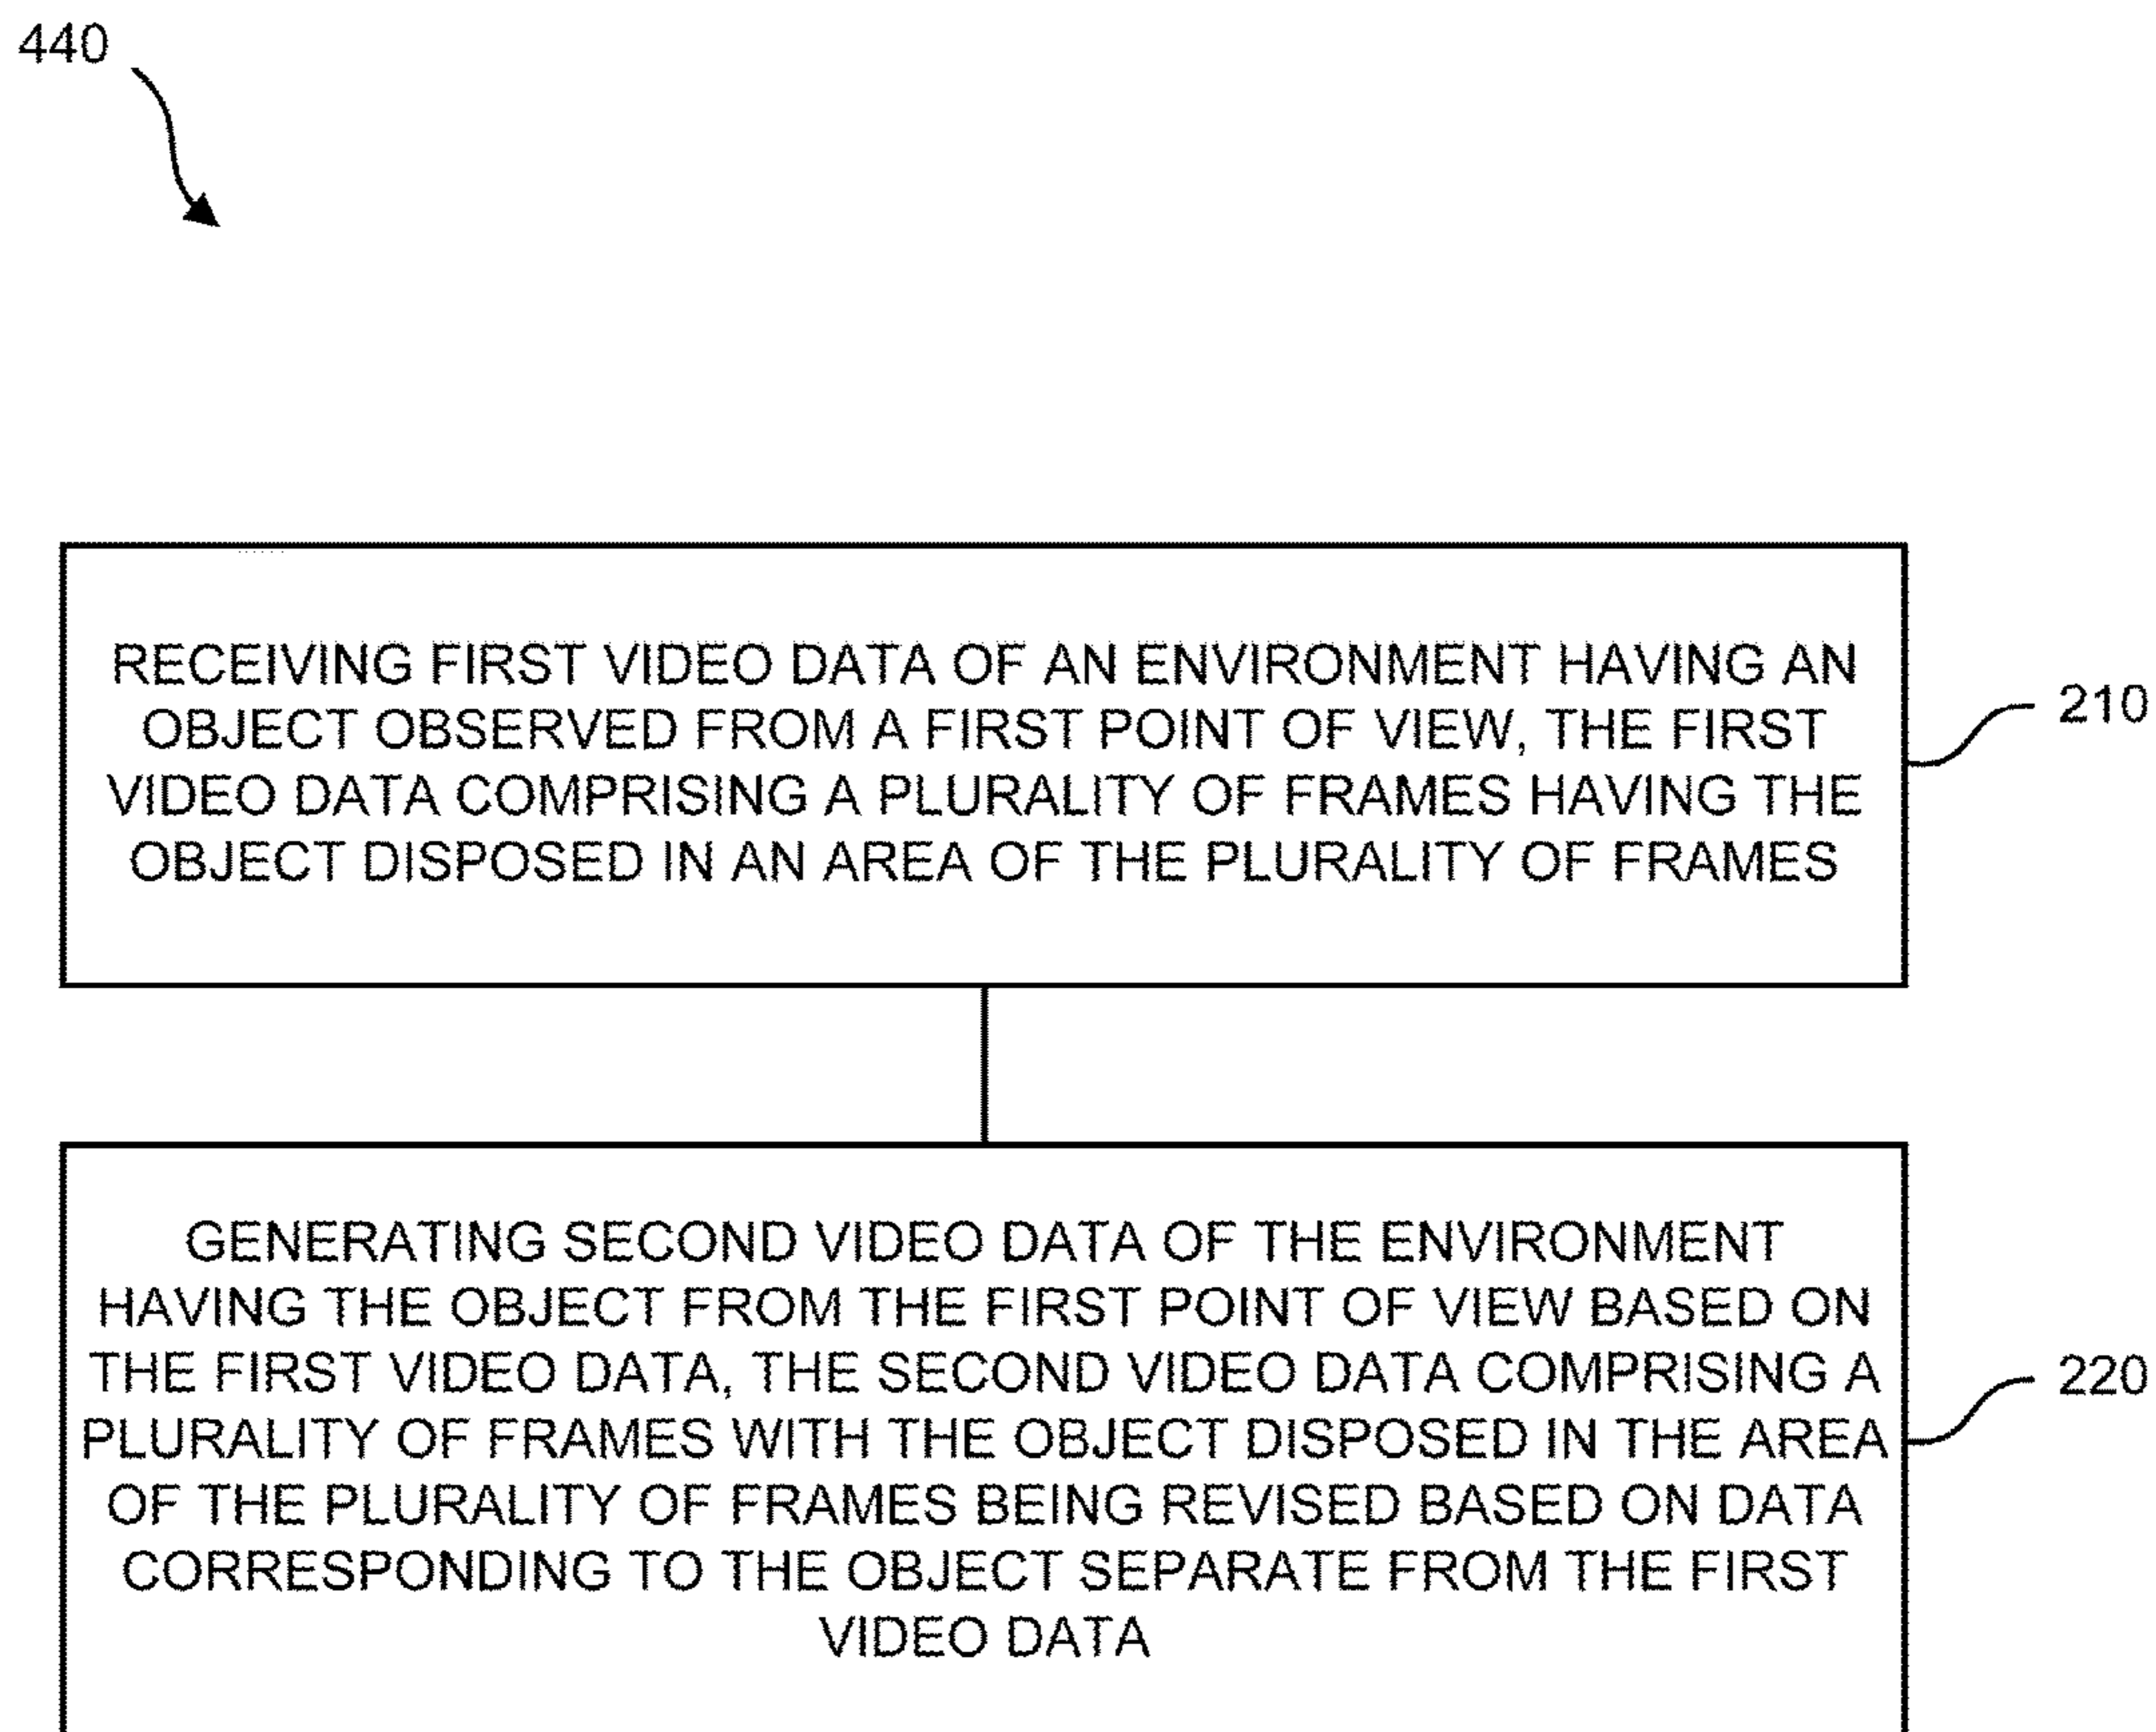 440
RECEIVING FIRST VIDEO DATA OF AN ENVIRONMENT HAVING AN
OBJECT OBSERVED FROM A FIRST POINT OF VIEW, THE FIRST
VIDEO DATA COMPRISING A PLURALITY OF FRAMES HAVING THE
OBJECT DISPOSED IN AN AREA OF THE PLURALITY OF FRAMES
210
GENERATING SECOND VIDEO DATA OF THE ENVIRONMENT
HAVING THE OBJECT FROM THE FIRST POINT OF VIEW BASED ON
THE FIRST VIDEO DATA, THE SECOND VIDEO DATA COMPRISING A
PLURALITY OF FRAMES WITH THE OBJECT DISPOSED IN THE AREA
OF THE PLURALITY OF FRAMES BEING REVISED BASED ON DATA
CORRESPONDING TO THE OBJECT SEPARATE FROM THE FIRST
VIDEO DATA
220